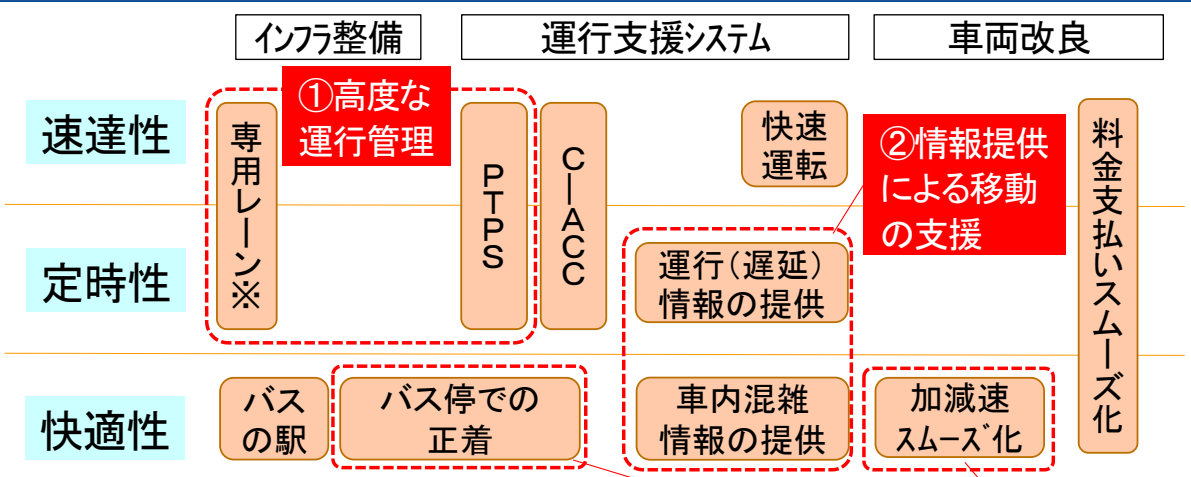 インフラ整備
運行支援システム
車両改良
①高度な
運行管理
速達性
専用レーン※
PTPS
C―ACC
快速
運転
②情報提供
による移動
の支援
料金支払いスムーズ化
定時性
運行(遅延)
情報の提供
快適性
バス
の駅
バス停での
正着
車内混雑
情報の提供
加減速
スムーズ化